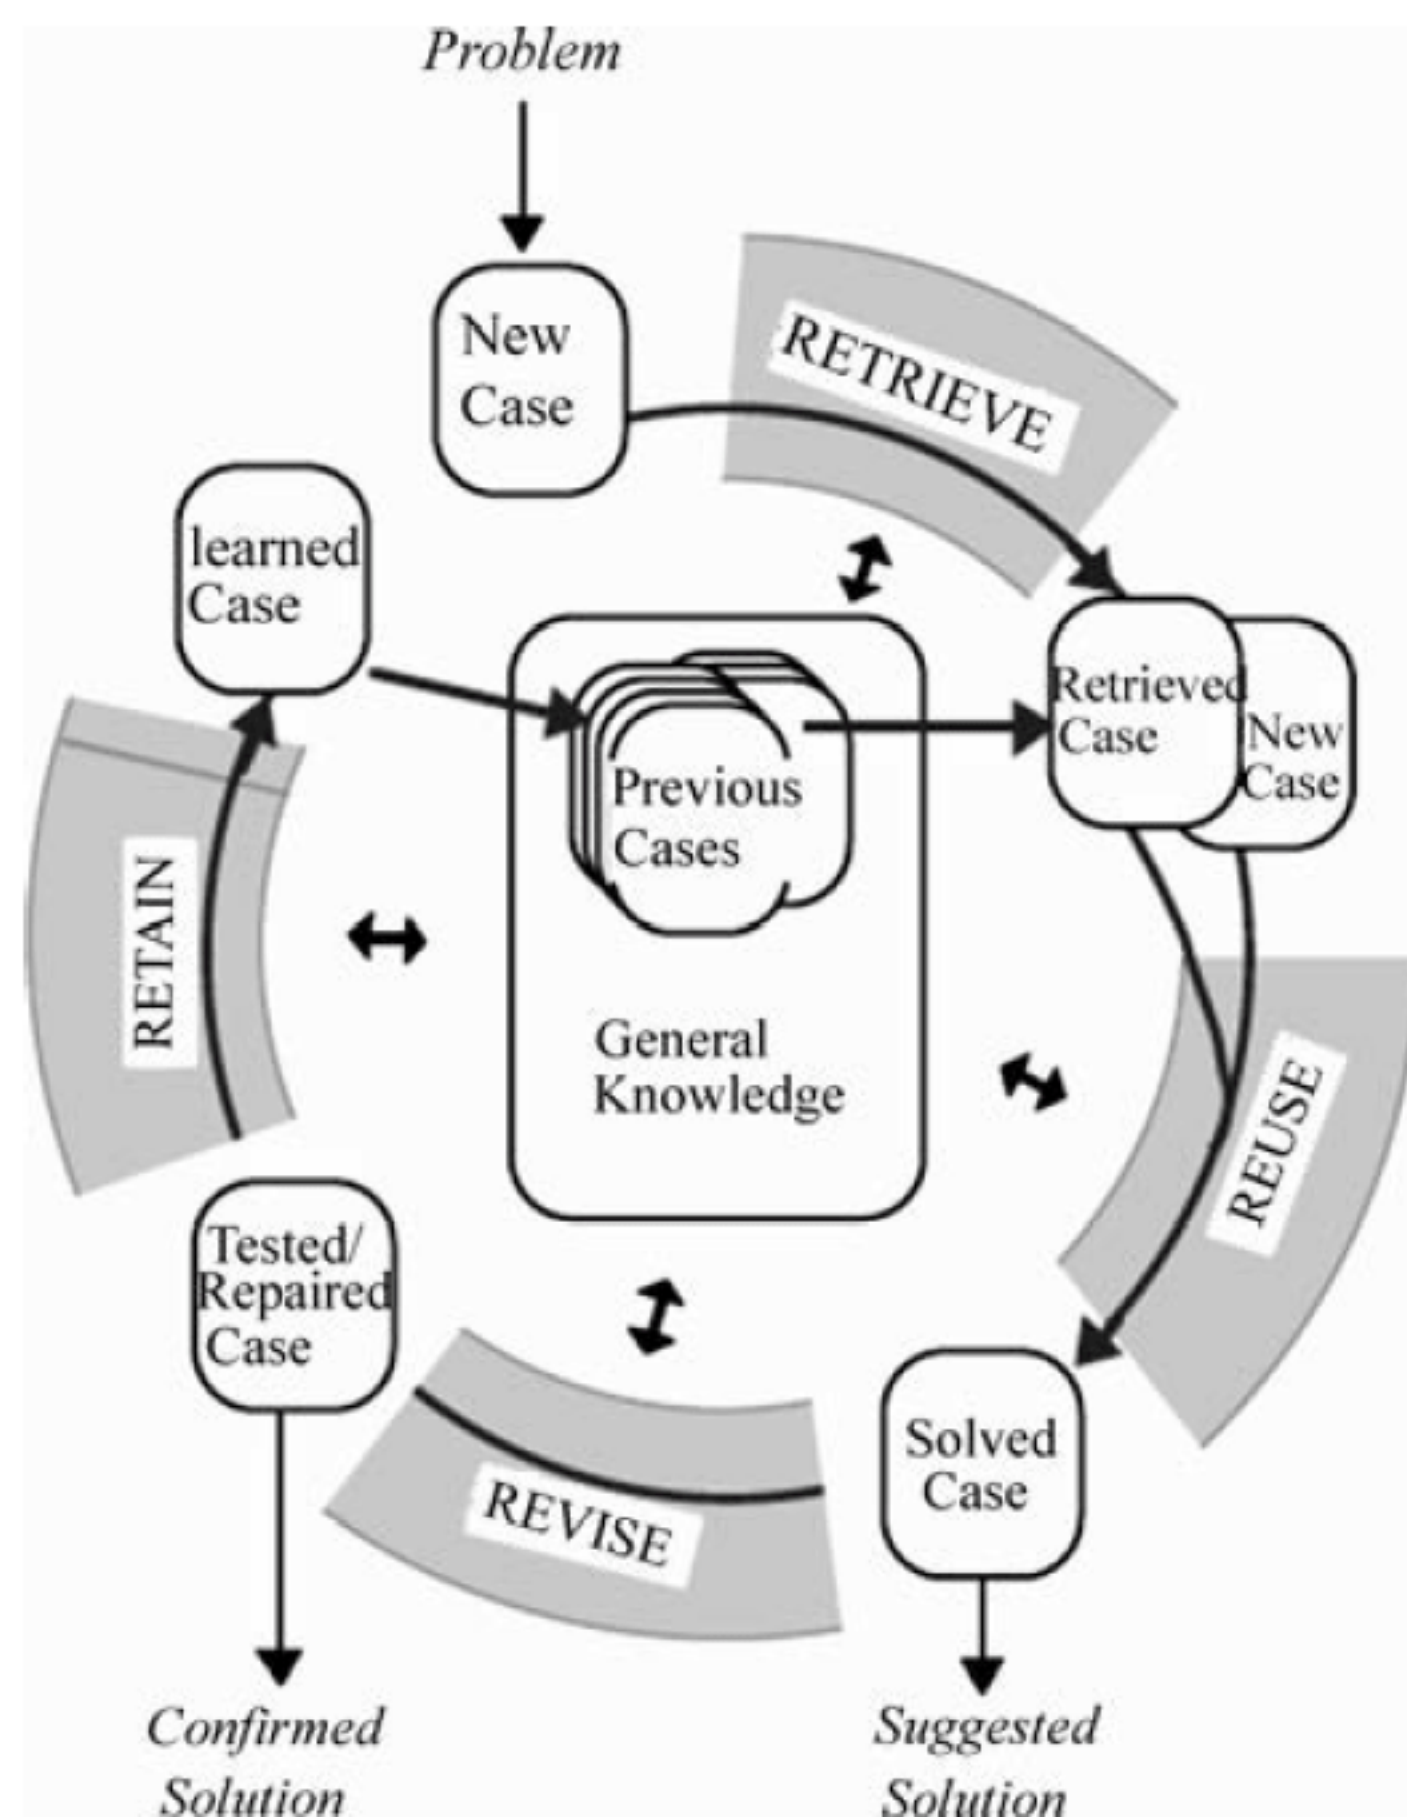 Problem
New
Case
RETRIEVE
learned
Case
Retrieved
Case
New
Case
Previous
Cases
RETAIN
General
Knowledge
REUSE
Tested/
Repaired
Case
REVISE
Solved
Case
Confirmed
Solution
Suggested
Solution